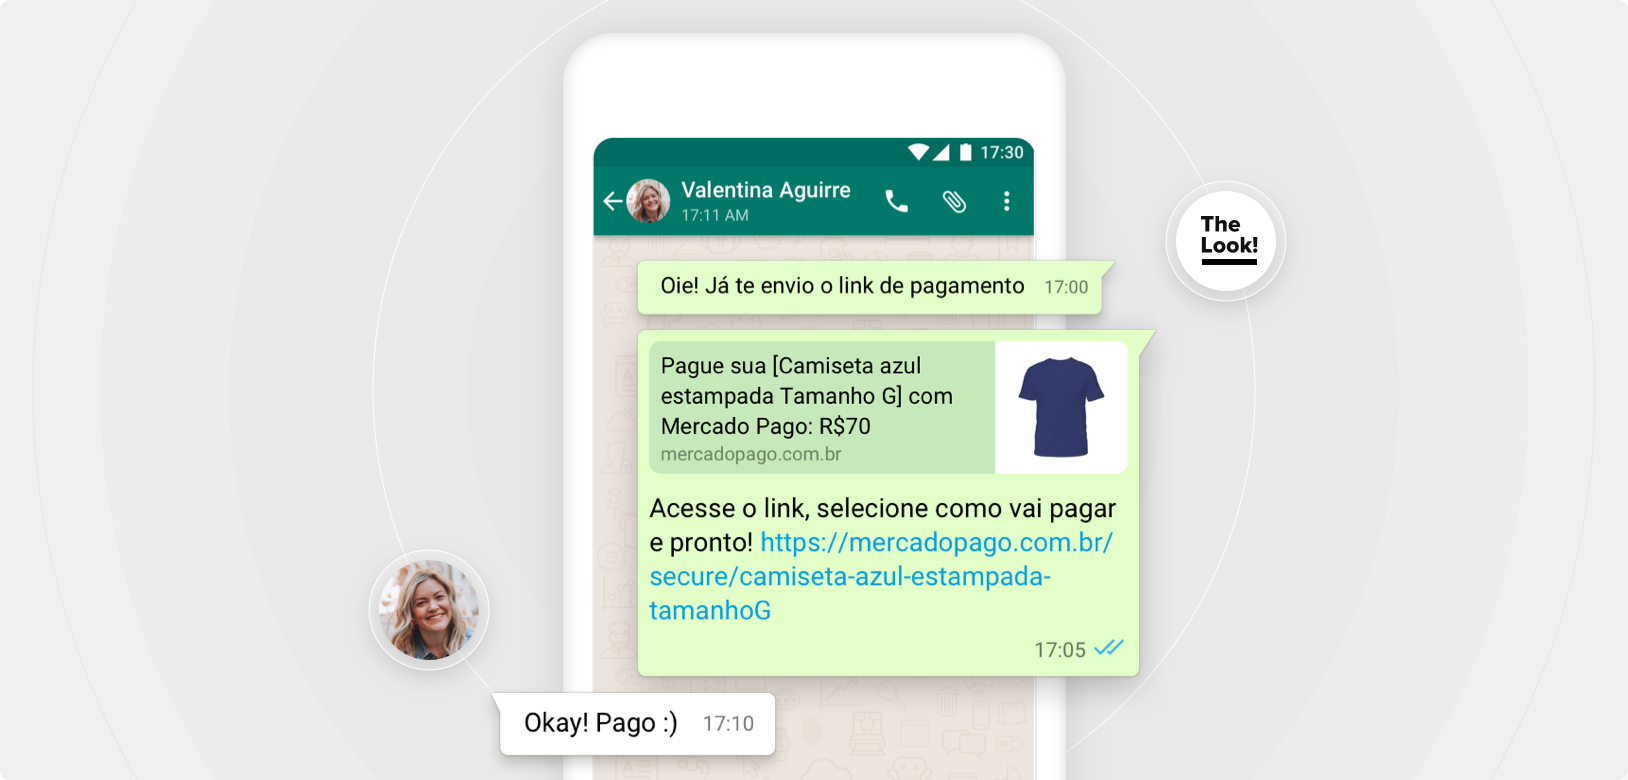 17:30
Valentina Aguirre
17:11 AM
The
Look!
Oie! Já te envio o link de pagamento 17:00
Pague sua [Camiseta azul
estampada Tamanho G] com
Mercado Pago: R$70
mercadopago.com.br
Acesse o link, selecione como vai pagar
e pronto! https://mercadopago.com.br/
secure/camiseta-azul-estampada-
tamanhoG
17:05
Okay! Pago :) 17:10